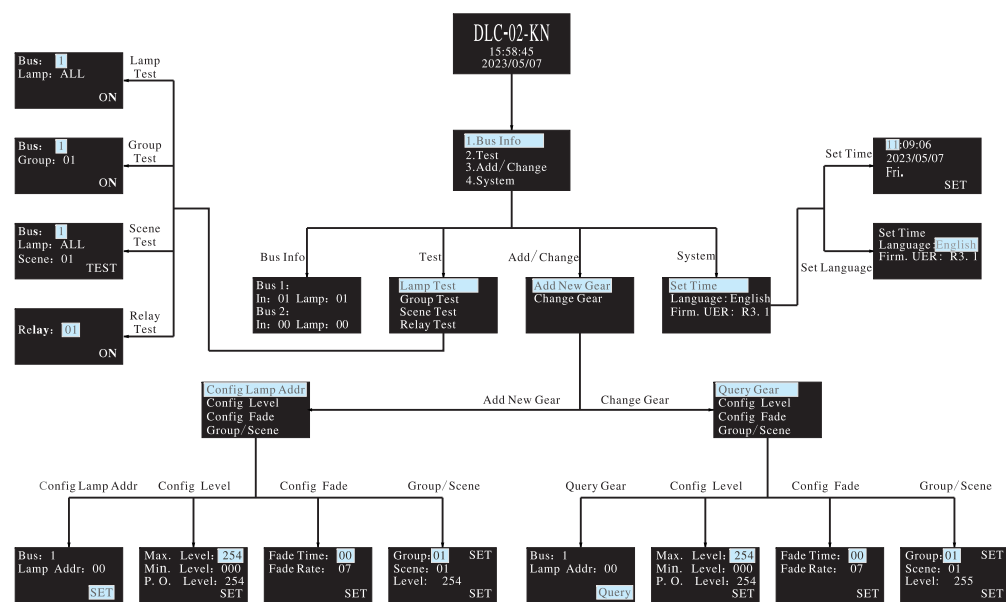 DLC-02-KN
15:58:45
2023/05/07
Bus: 1
Lamp: ALL
ON
Lamp
Test
1.Bus Info
2.Test
3.Add/Change
4.System
Bus: 1
Group: 01
ON
Group
Test
Set Time
11:09:06
2023/05/07
Fri.
SET
Bus: 1
Lamp: ALL
Scene: 01
TEST
Scene
Test
Set Language
Set Time
Language:English
Firm. UER: R3. 1
Bus Info
Test
Add/Change
System
Bus 1:
In: 01 Lamp: 01
Bus 2:
In: 00 Lamp: 00
Lamp Test
Group Test
Scene Test
Relay Test
Add New Gear
Change Gear
Set Time
Language:English
Firm. UER: R3. 1
Relay: 01
ON
Relay
Test
Config Lamp Addr
Config Level
Config Fade
Group/Scene
Add New Gear
Change Gear
Query Gear
Config Level
Config Fade
Group/Scene
Config Lamp Addr
Config Level
Config Fade
Group/Scene
Query Gear
Config Level
Config Fade
Group/Scene
Bus: 1
Lamp Addr: 00
SET
Max. Level: 254
Min. Level: 000
P. O. Level: 254
SET
Fade Time: 00
Fade Rate: 07
SET
Group: 01 SET
Scene: 01
Level: 254
SET
Bus: 1
Lamp Addr: 00
Query
Max. Level: 254
Min. Level: 000
P. O. Level: 254
SET
Fade Time: 00
Fade Rate: 07
SET
Group: 01 SET
Scene: 01
Level: 255
SET